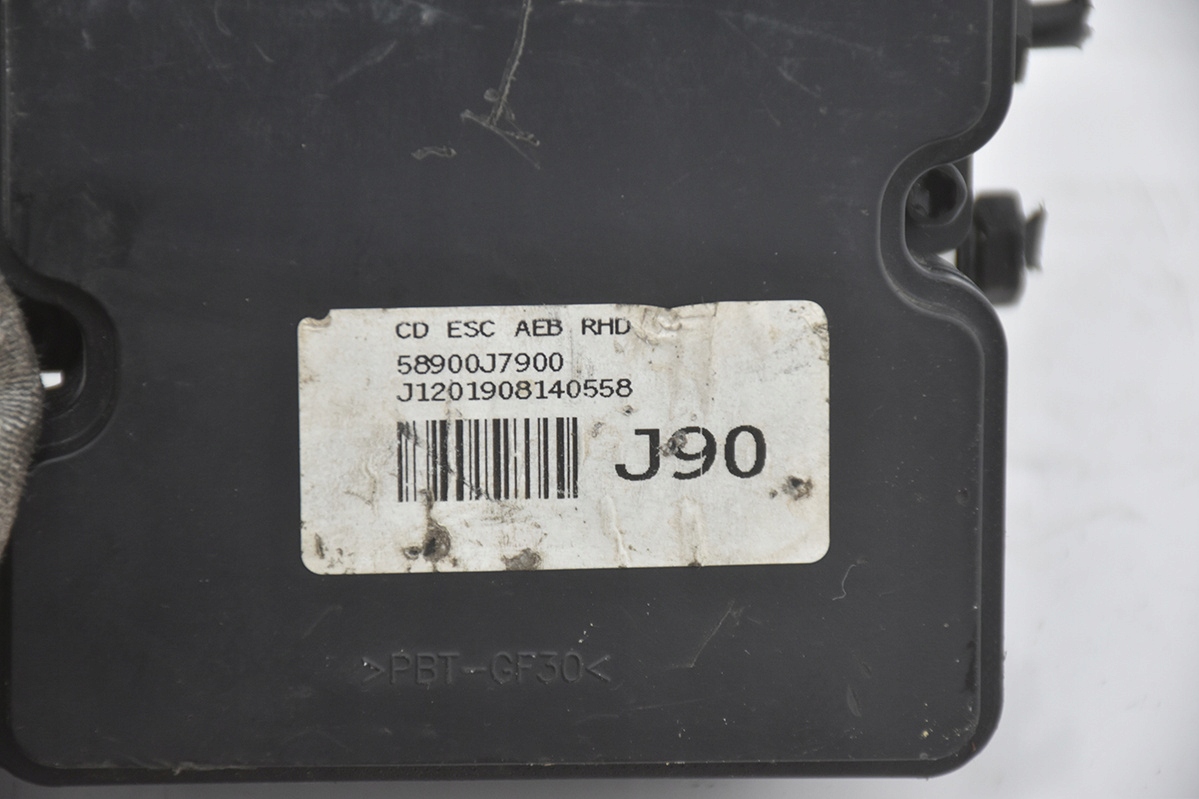 CD ESC AEB RHD
58900J7900
J1201908140558
J90
>PBT-GF30<